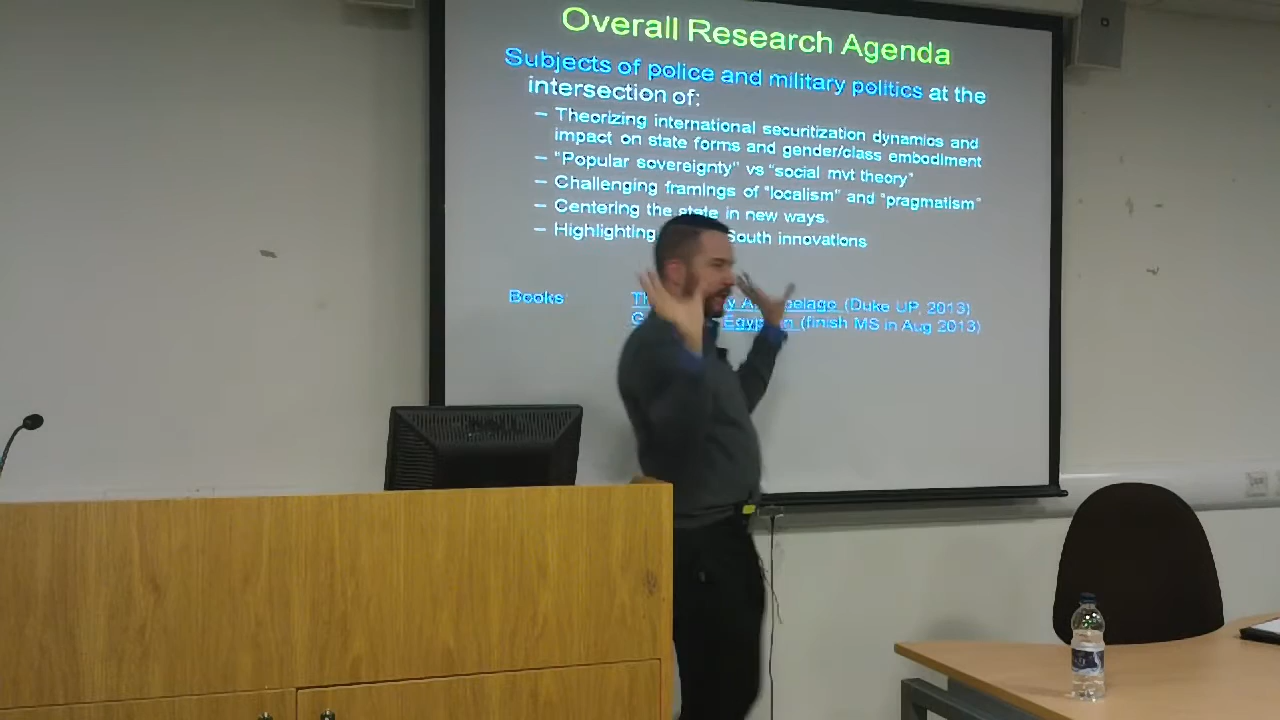 Overall Research Agenda
Subjects of police and military politics at the
intersection of:
– Theorizing international securitization dynamics and
impact on state forms and gender/class embodiment
– "Popular sovereignty" vs "social mvt theory"
– Challenging framings of "localism" and "pragmatism"
– Centering the state in new ways.
– Highlighting South innovations
Books (Duke UP, 2013)
(finish MS in Aug 2013)